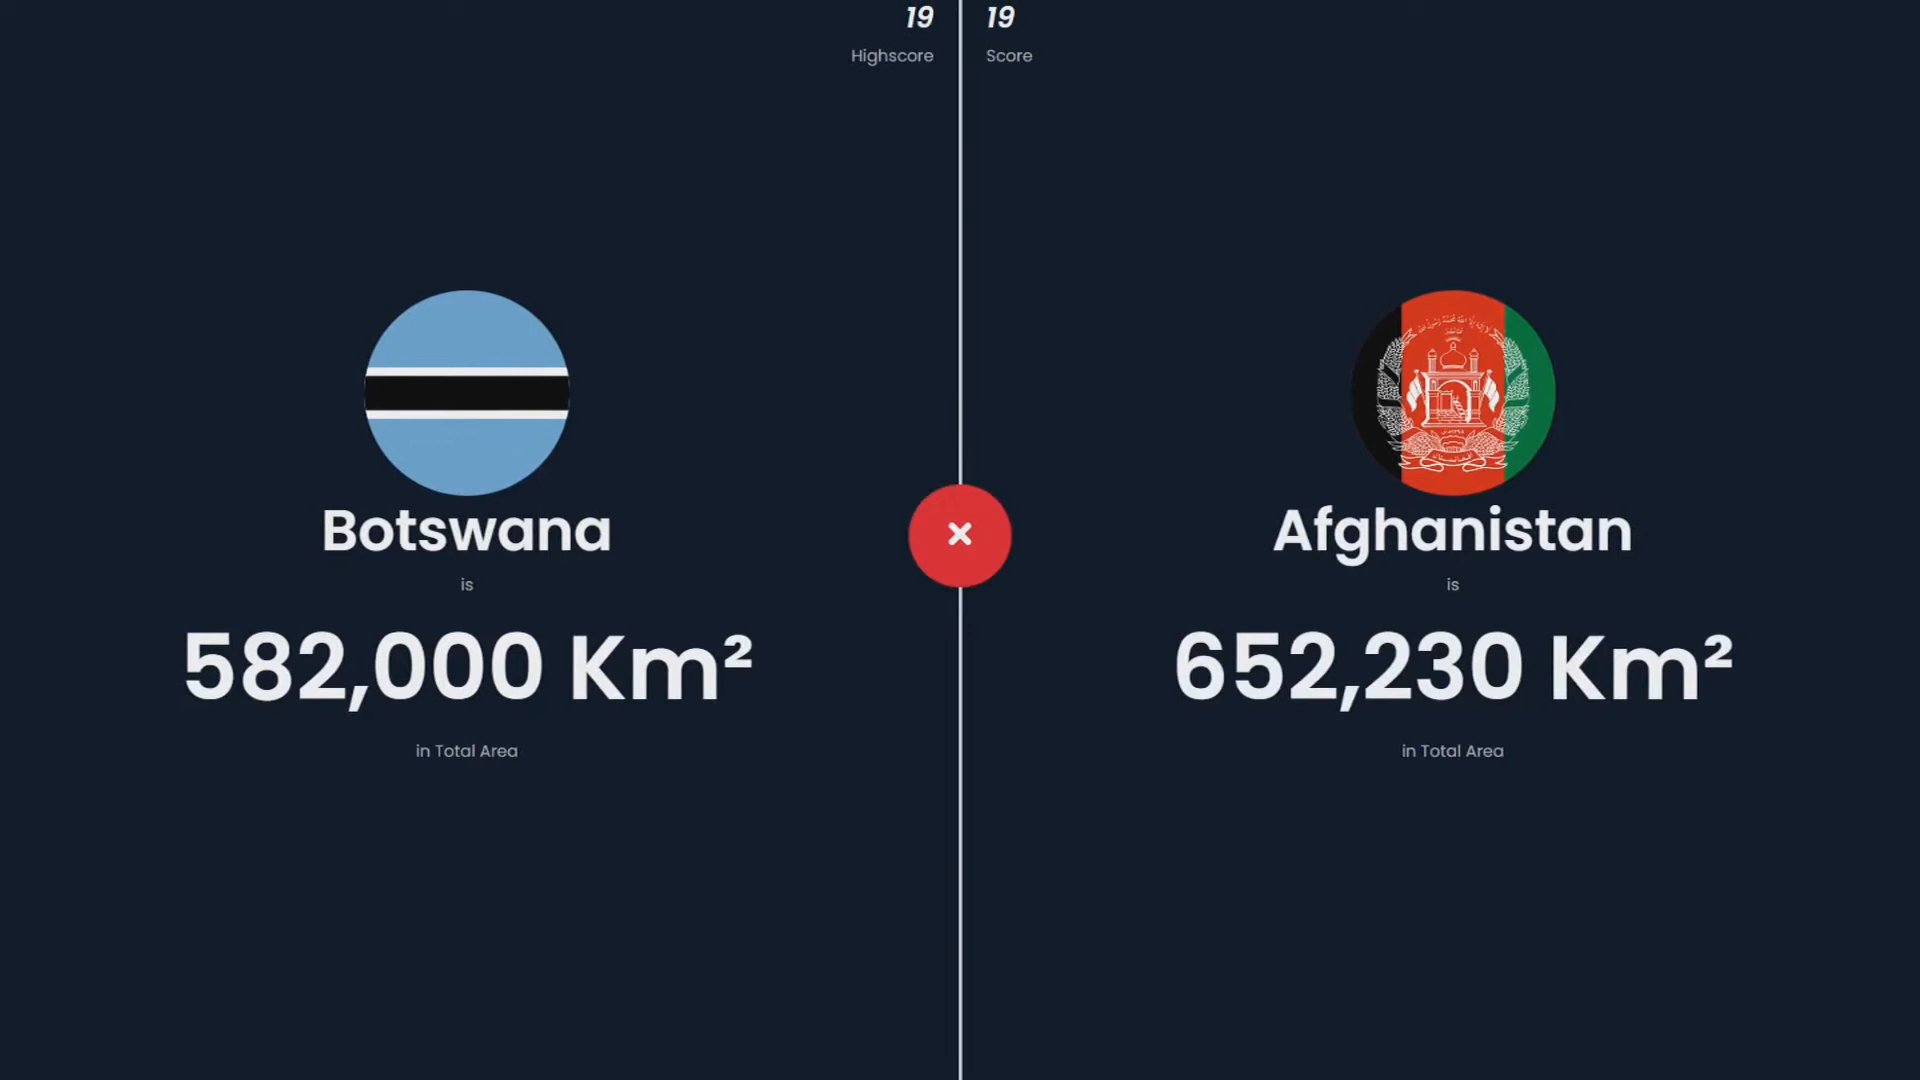 19
Highscore
19
Score
Botswana
is
582,000 Km²
in Total Area
Afghanistan
is
652,230 Km²
in Total Area